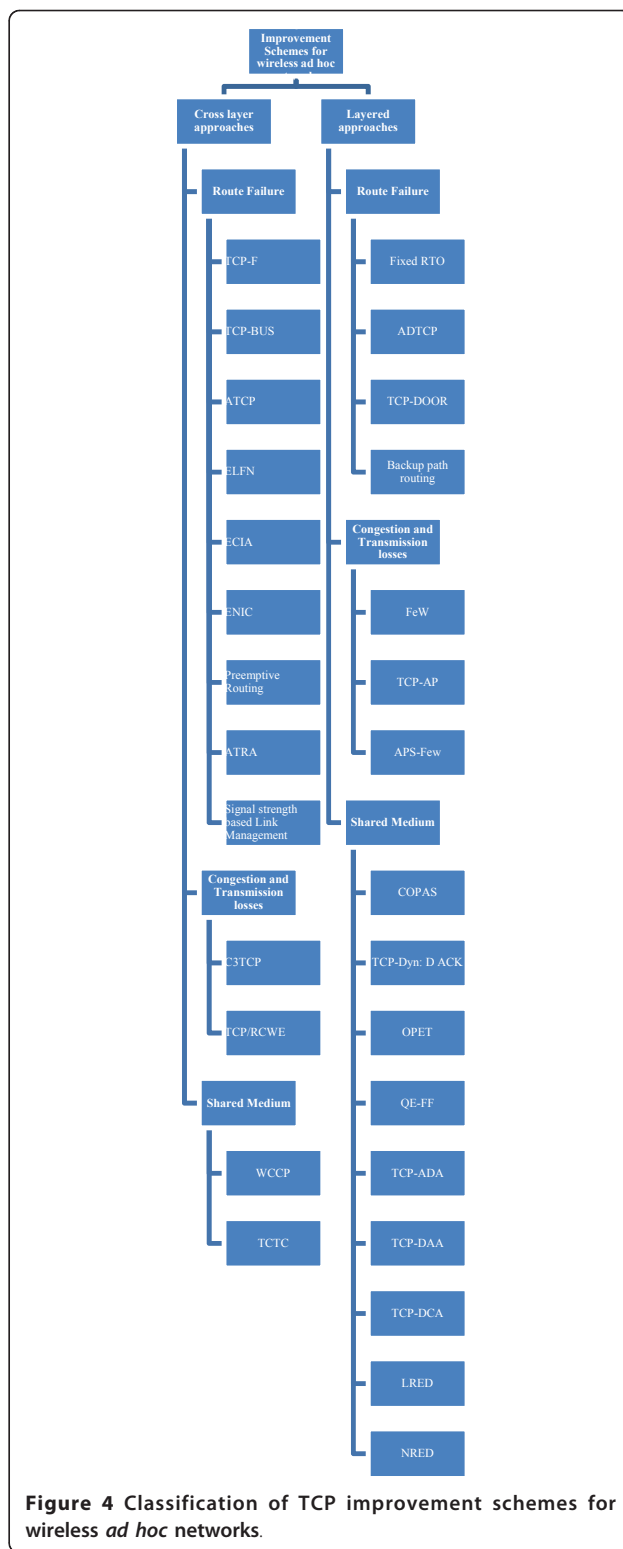 Improvement
Schemes for
wireless ad hoc
Cross layer
approaches
Route Failure
TCP-F
TCP-BUS
ATCP
ELFN
ECIA
ENIC
Preemptive
Routing
ATRA
Signal strength
based Link
Management
Congestion and
Transmission
losses
C3TCP
TCP/RCWE
Shared Medium
WCCP
TCTC
Layered
approaches
Route Failure
Fixed RTO
ADTCP
TCP-DOOR
Backup path
routing
Congestion and
Transmission
losses
FeW
TCP-AP
APS-Few
Shared Medium
COPAS
TCP-Dyn: D ACK
OPET
QE-FF
TCP-ADA
TCP-DAA
TCP-DCA
LRED
NRED
Figure 4 Classification of TCP improvement schemes for
wireless ad hoc networks.